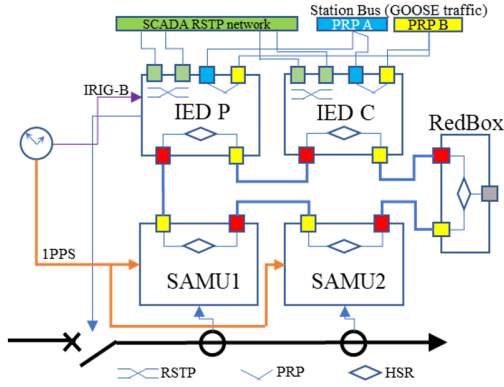 Station Bus (GOOSE traffic)
SCADA RSTP network
PRP A
PRP B
IRIG-B
IED P
IED C
RedBox
1PPS
SAMU1
SAMU2
RSTP
PRP
HSR